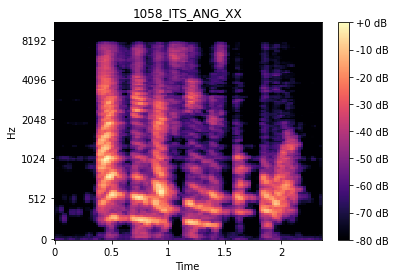 1058_ITS_ANG_XX
+0 dB
8192
-10 dB
-20 dB
4096
-30 dB
2048
Hz
-40 dB
1024
-50 dB
-60 dB
512
-70 dB
0
-80 dB
0
0.5
1
1.5
2
Time